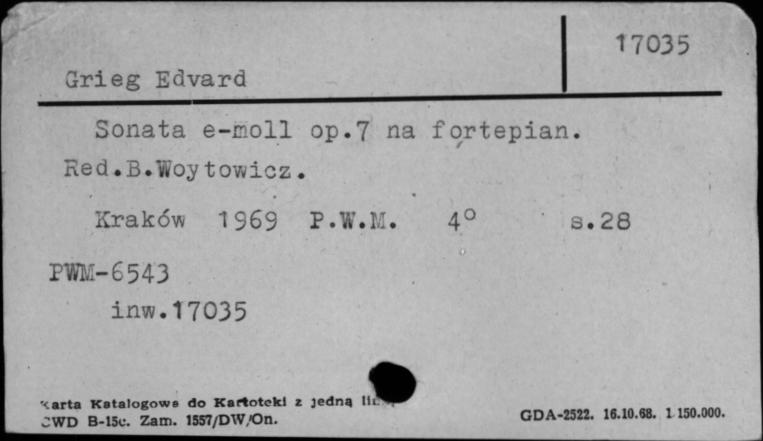 17035
Grieg Edvard
Sonata e-moll op.7 na fortepian.
Red.B.Woytowicz.
Kraków 1969 P.W.M. 4° s.28
PWM-6543
inw.17035
Karta Katalogowa do Kartoteki z jedną
CWD B-15c. Zam. 1557/DW/On.
GDA-2522. 16.10.68. 1 150.000.